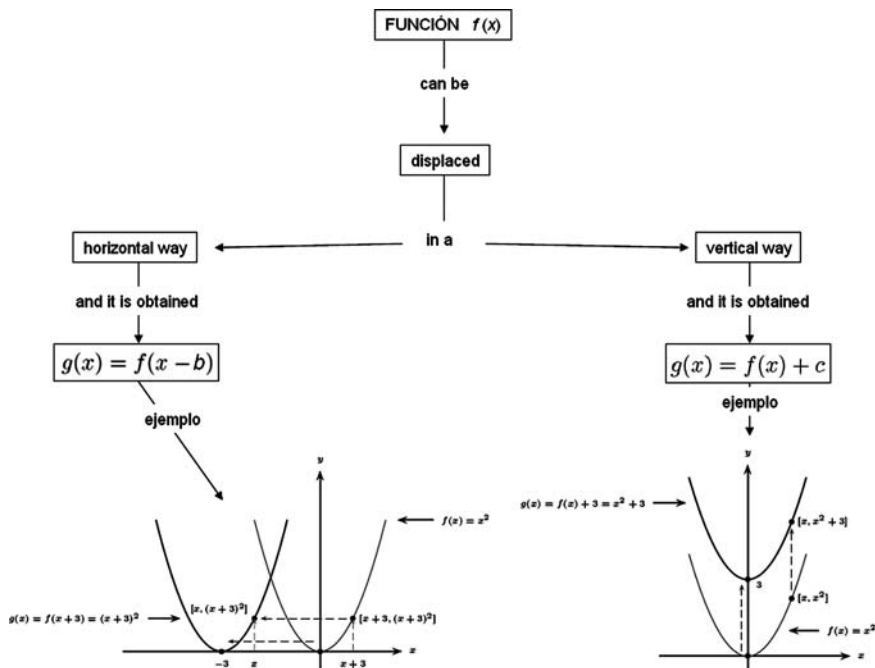 FUNCIÓN f(x)
can be
displaced
in a
horizontal way
vertical way
and it is obtained
and it is obtained
g(x) = f(x − b)
g(x) = f(x) + c
ejemplo
ejemplo
y
f(x) = x²
[x, (x + 3)²]
g(x) = f(x + 3) = (x + 3)²
[x + 3, (x + 3)²]
−3
x
x + 3
x
y
g(x) = f(x) + 3 = x² + 3
[x, x² + 3]
3
[x, x²]
f(x) = x²
x